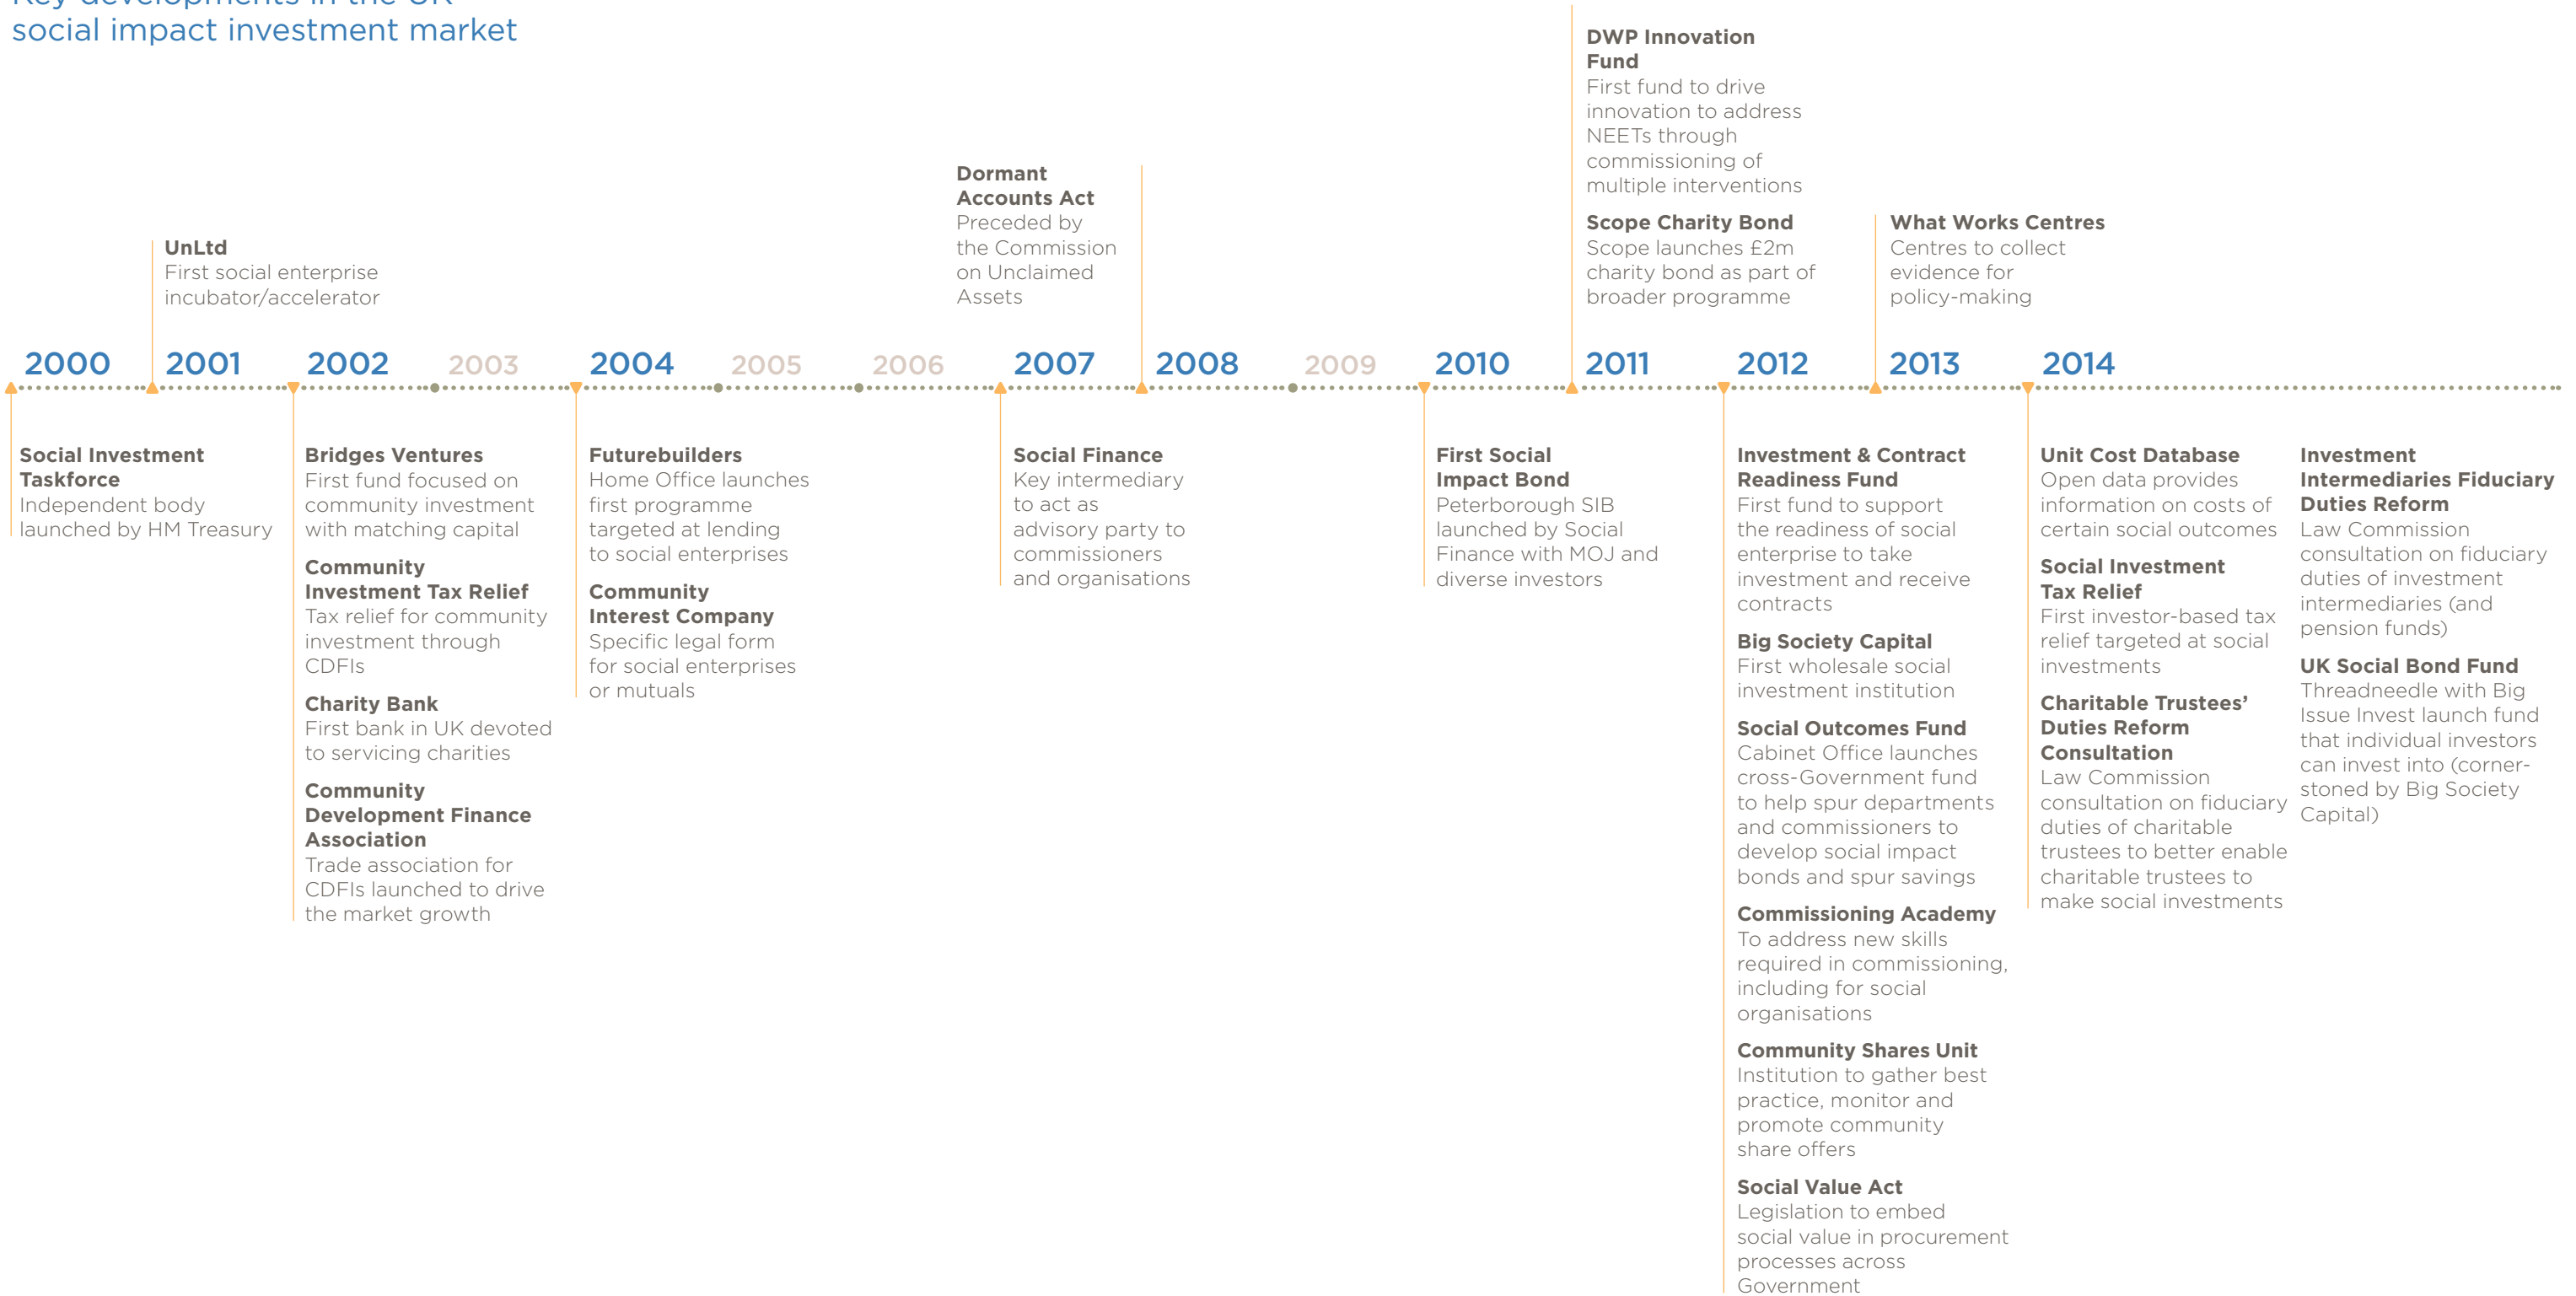 Key developments in the UK
social impact investment market
DWP Innovation
Fund
First fund to drive
innovation to address
NEETs through
commissioning of
multiple interventions
Scope Charity Bond
Scope launches £2m
charity bond as part of
broader programme
Dormant
Accounts Act
Preceded by
the Commission
on Unclaimed
Assets
What Works Centres
Centres to collect
evidence for
policy-making
UnLtd
First social enterprise
incubator/accelerator
2000
2001
2002
2003
2004
2005
2006
2007
2008
2009
2010
2011
2012
2013
2014
Social Investment
Taskforce
Independent body
launched by HM Treasury
Bridges Ventures
First fund focused on
community investment
with matching capital
Community
Investment Tax Relief
Tax relief for community
investment through
CDFIs
Charity Bank
First bank in UK devoted
to servicing charities
Community
Development Finance
Association
Trade association for
CDFIs launched to drive
the market growth
Futurebuilders
Home Office launches
first programme
targeted at lending
to social enterprises
Community
Interest Company
Specific legal form
for social enterprises
or mutuals
Social Finance
Key intermediary
to act as
advisory party to
commissioners
and organisations
First Social
Impact Bond
Peterborough SIB
launched by Social
Finance with MOJ and
diverse investors
Investment & Contract
Readiness Fund
First fund to support
the readiness of social
enterprise to take
investment and receive
contracts
Big Society Capital
First wholesale social
investment institution
Social Outcomes Fund
Cabinet Office launches
cross-Government fund
to help spur departments
and commissioners to
develop social impact
bonds and spur savings
Commissioning Academy
To address new skills
required in commissioning,
including for social
organisations
Community Shares Unit
Institution to gather best
practice, monitor and
promote community
share offers
Social Value Act
Legislation to embed
social value in procurement
processes across
Government
Unit Cost Database
Open data provides
information on costs of
certain social outcomes
Social Investment
Tax Relief
First investor-based tax
relief targeted at social
investments
Charitable Trustees’
Duties Reform
Consultation
Law Commission
consultation on fiduciary
duties of charitable
trustees to better enable
charitable trustees to
make social investments
Investment
Intermediaries Fiduciary
Duties Reform
Law Commission
consultation on fiduciary
duties of investment
intermediaries (and
pension funds)
UK Social Bond Fund
Threadneedle with Big
Issue Invest launch fund
that individual investors
can invest into (corner-
stoned by Big Society
Capital)